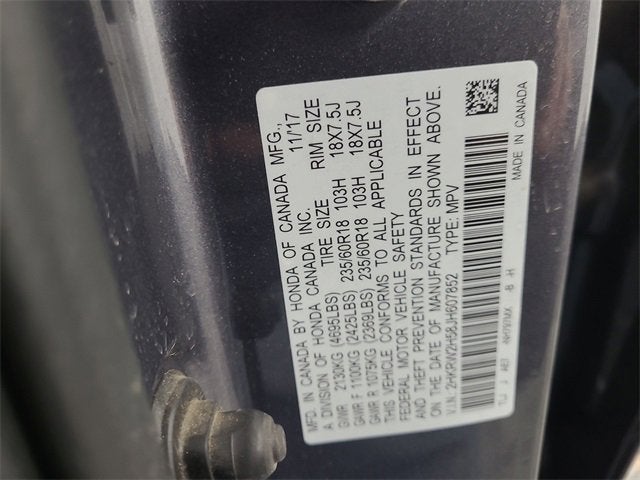 MFD. IN CANADA BY HONDA OF CANADA MFG.,
A DIVISION OF HONDA CANADA INC. 11/17
TIRE SIZE RIM SIZE
GVWR 2130KG (4695LBS)
GAWR F 1100KG (2425LBS) 235/60R18 103H 18X7.5J
GAWR R 1075KG (2369LBS) 235/60R18 103H 18X7.5J
THIS VEHICLE CONFORMS TO ALL APPLICABLE
FEDERAL MOTOR VEHICLE SAFETY
AND THEFT PREVENTION STANDARDS IN EFFECT
ON THE DATE OF MANUFACTURE SHOWN ABOVE.
V.I.N: 2HKRW2H58JH607852 TYPE: MPV
TLJ J AE1 NH797MX -B -H MADE IN CANADA